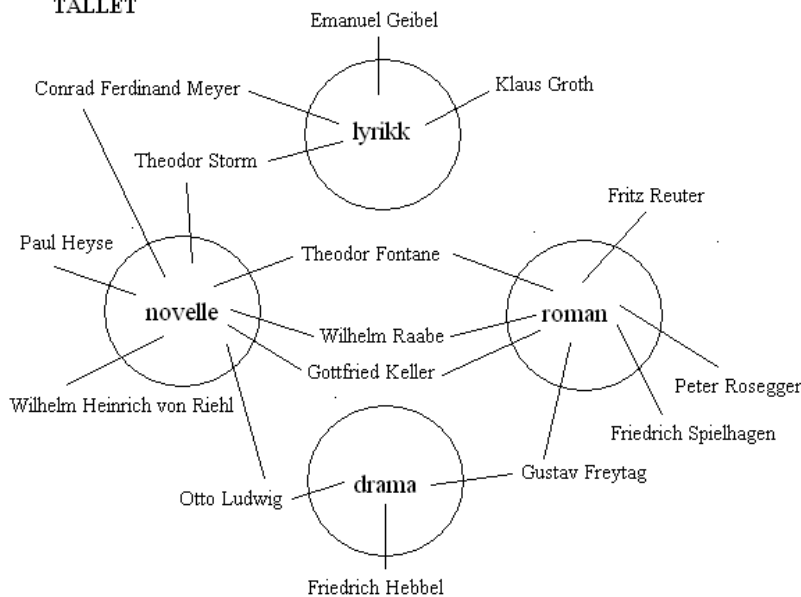 TALLET
Emanuel Geibel
Conrad Ferdinand Meyer
Klaus Groth
lyrikk
Theodor Storm
Fritz Reuter
Paul Heyse
Theodor Fontane
novelle
roman
Wilhelm Raabe
Gottfried Keller
Peter Rosegger
Wilhelm Heinrich von Riehl
Friedrich Spielhagen
Gustav Freytag
drama
Otto Ludwig
Friedrich Hebbel